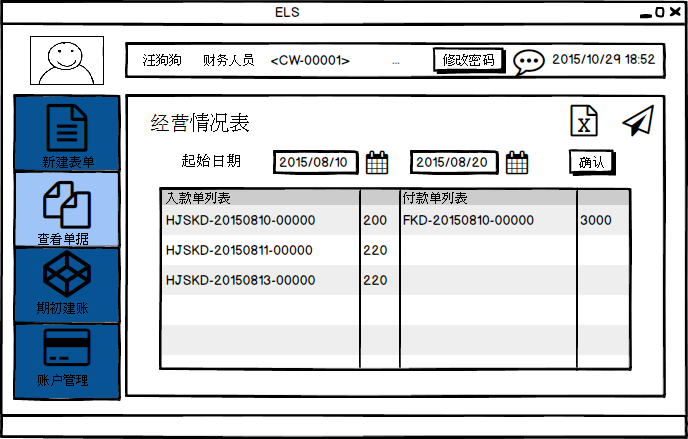 ELS
汪狗狗 财务人员 <CW-00001> ... 修改密码 2015/10/29 18:52
新建表单
查看单据
期初建账
账户管理
经营情况表
X
起始日期 2015/08/10 2015/08/20 确认
入款单列表 付款单列表
HJSKD-20150810-00000 200 FKD-20150810-00000 3000
HJSKD-20150811-00000 220
HJSKD-20150813-00000 220